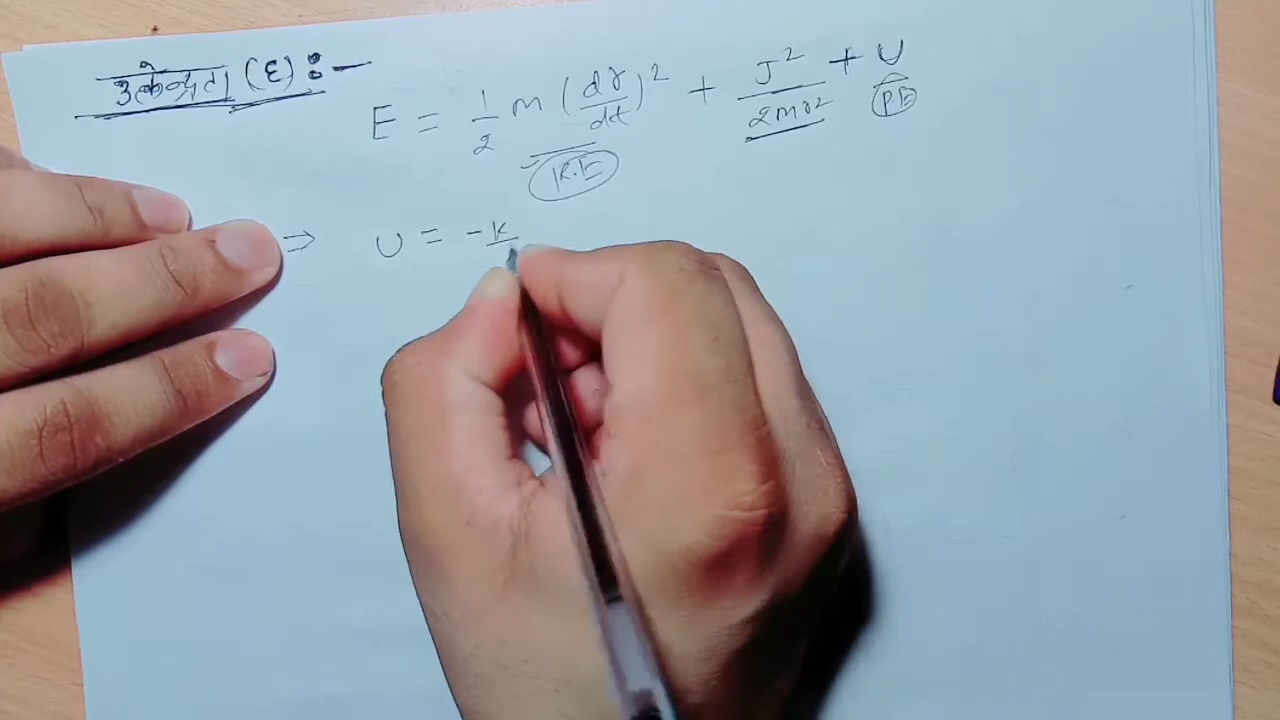 उत्केन्द्रता (ε) :-
E = 1/2 m (dr/dt)² + J²/2mr² + U
K.E P.E
⇒ U = -K